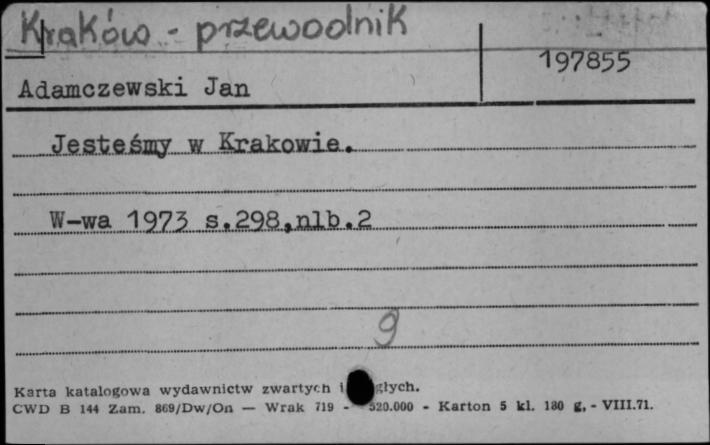 Kraków - przewodnik
197855
Adamczewski Jan
Jesteśmy w Krakowie.
W-wa 1973 s.298,nlb.2
9
Karta katalogowa wydawnictw zwartych i
CWD B 144 Zam. 869/Dw/On — Wrak 719 - 520.000 - Karton 5 kl. 180 g, - VIII.71.